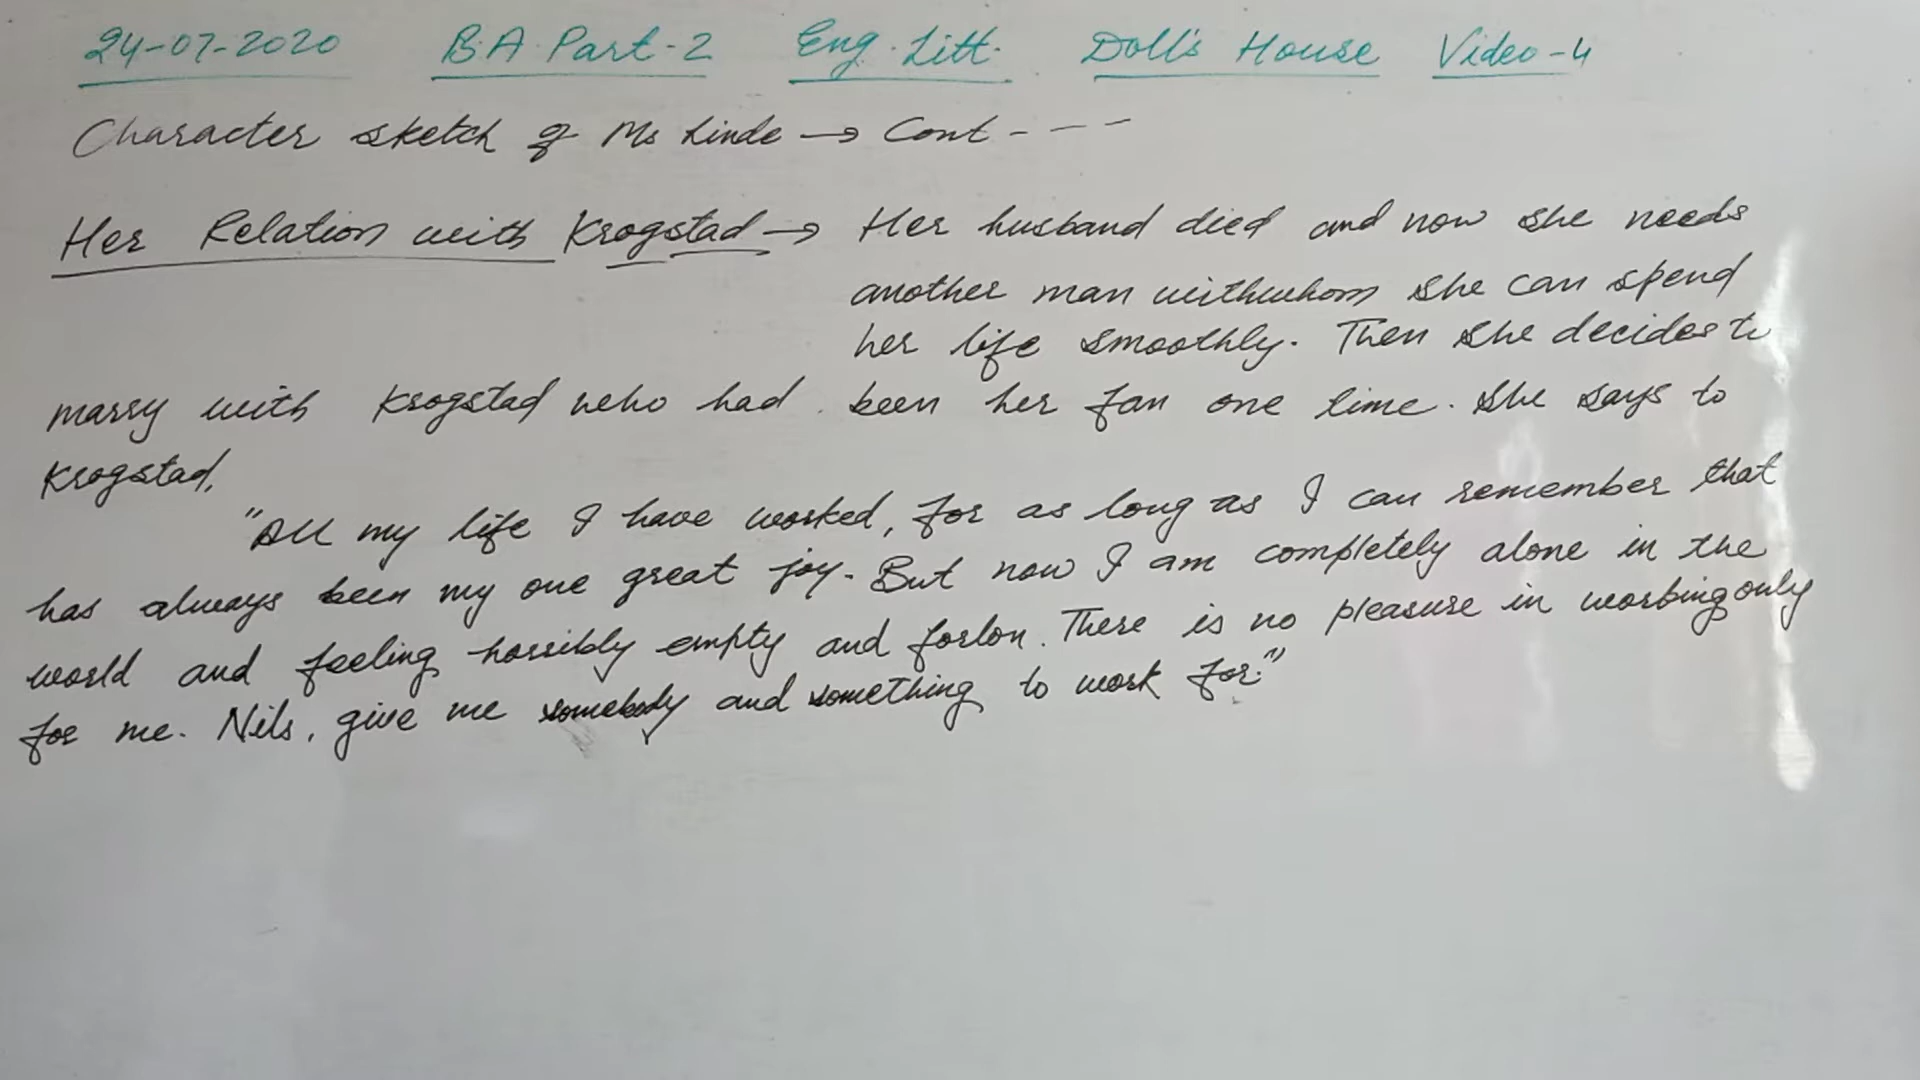 24-07-2020 B.A. Part-2 Eng. Litt. Doll's House Video-4
Character sketch of Ms Linde → Cont - - - -
Her Relation with Krogstad → Her husband died and now she needs
another man withwhom she can spend
her life smoothly. Then she decides to
marry with Krogstad who had been her fan one time. She says to
Krogstad,
"All my life I have worked, for as long as I can remember that
has always been my one great joy. But now I am completely alone in the
world and feeling horribly empty and forlon. There is no pleasure in working only
for me. Nils, give me somebody and something to work for."